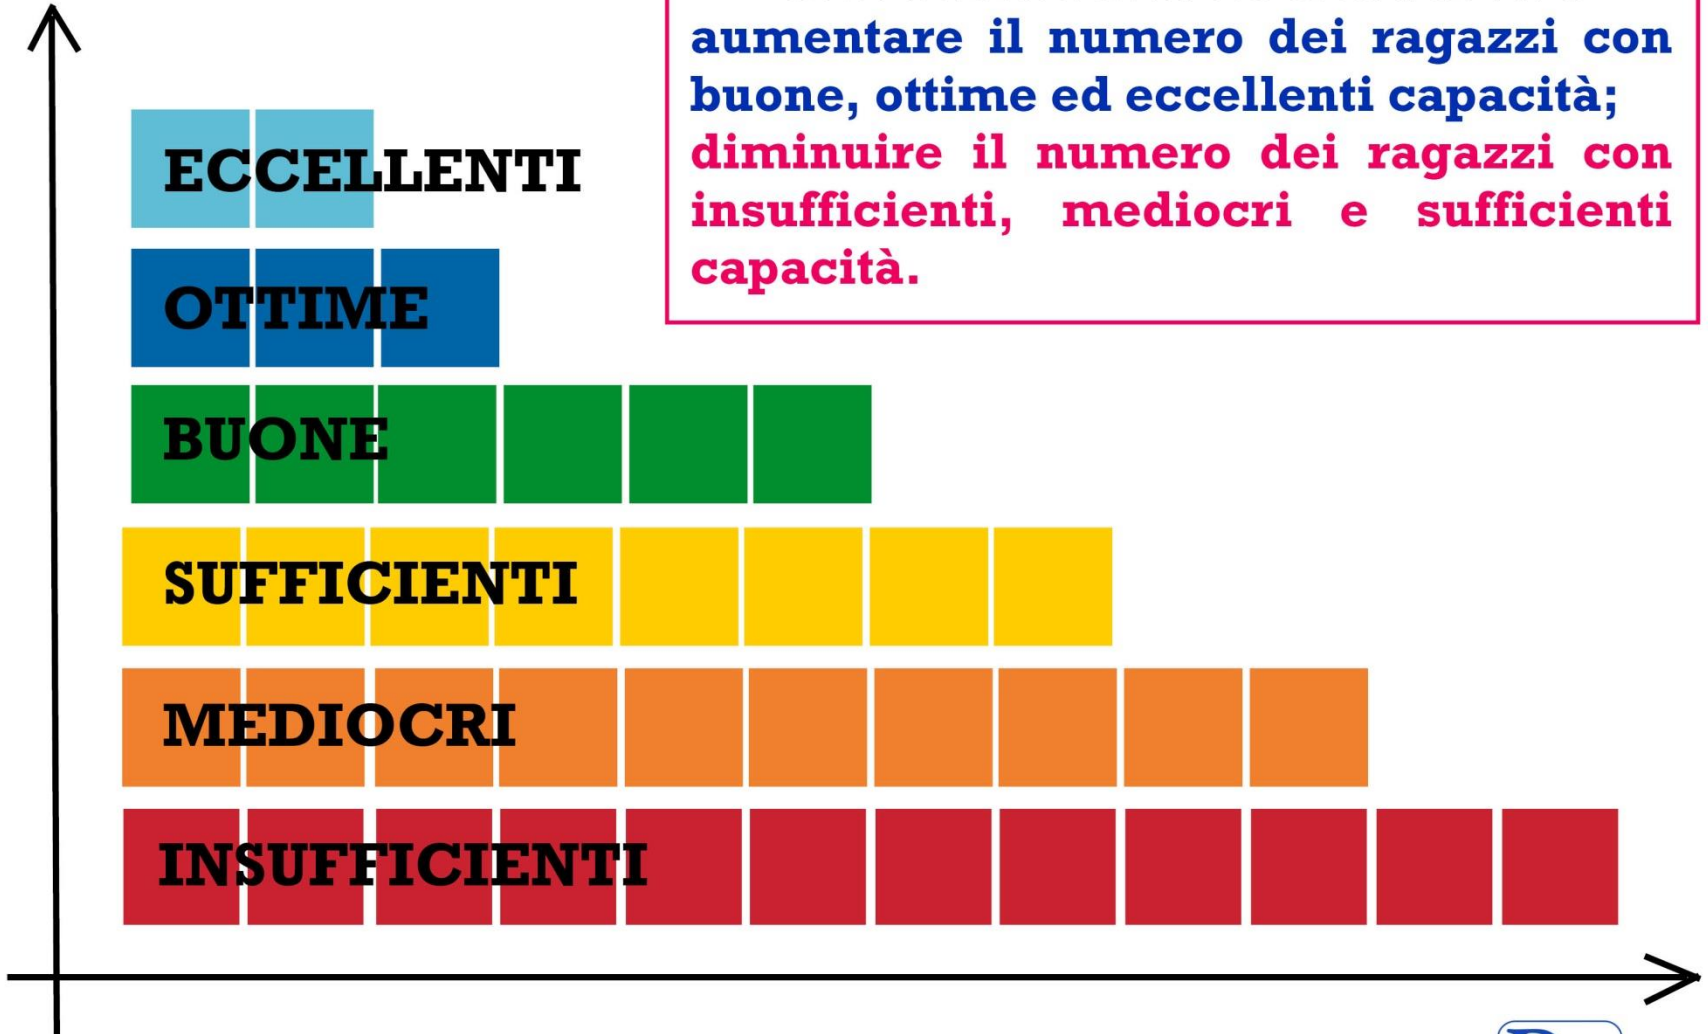 aumentare il numero dei ragazzi con
buone, ottime ed eccellenti capacità;
diminuire il numero dei ragazzi con
insufficienti, mediocri e sufficienti
capacità.
ECCELLENTI
OTTIME
BUONE
SUFFICIENTI
MEDIOCRI
INSUFFICIENTI